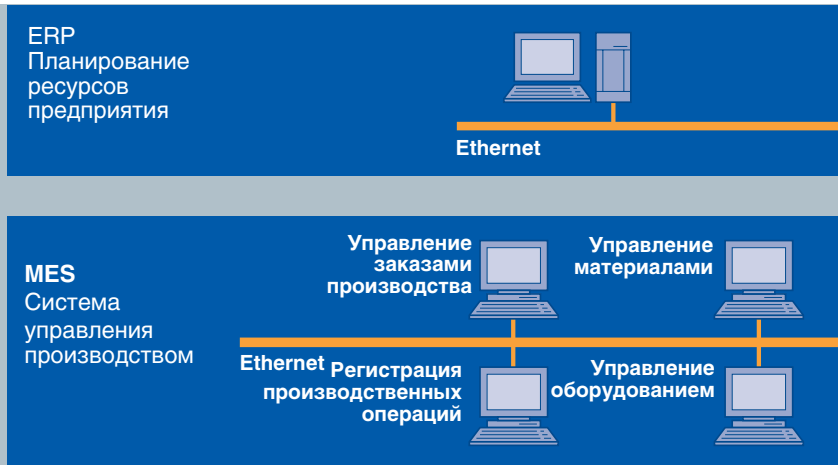 ERP
Планирование
ресурсов
предприятия
Ethernet
MES
Система
управления
производством
Управление
заказами
производства
Управление
материалами
Ethernet
Регистрация
производственных
операций
Управление
оборудованием